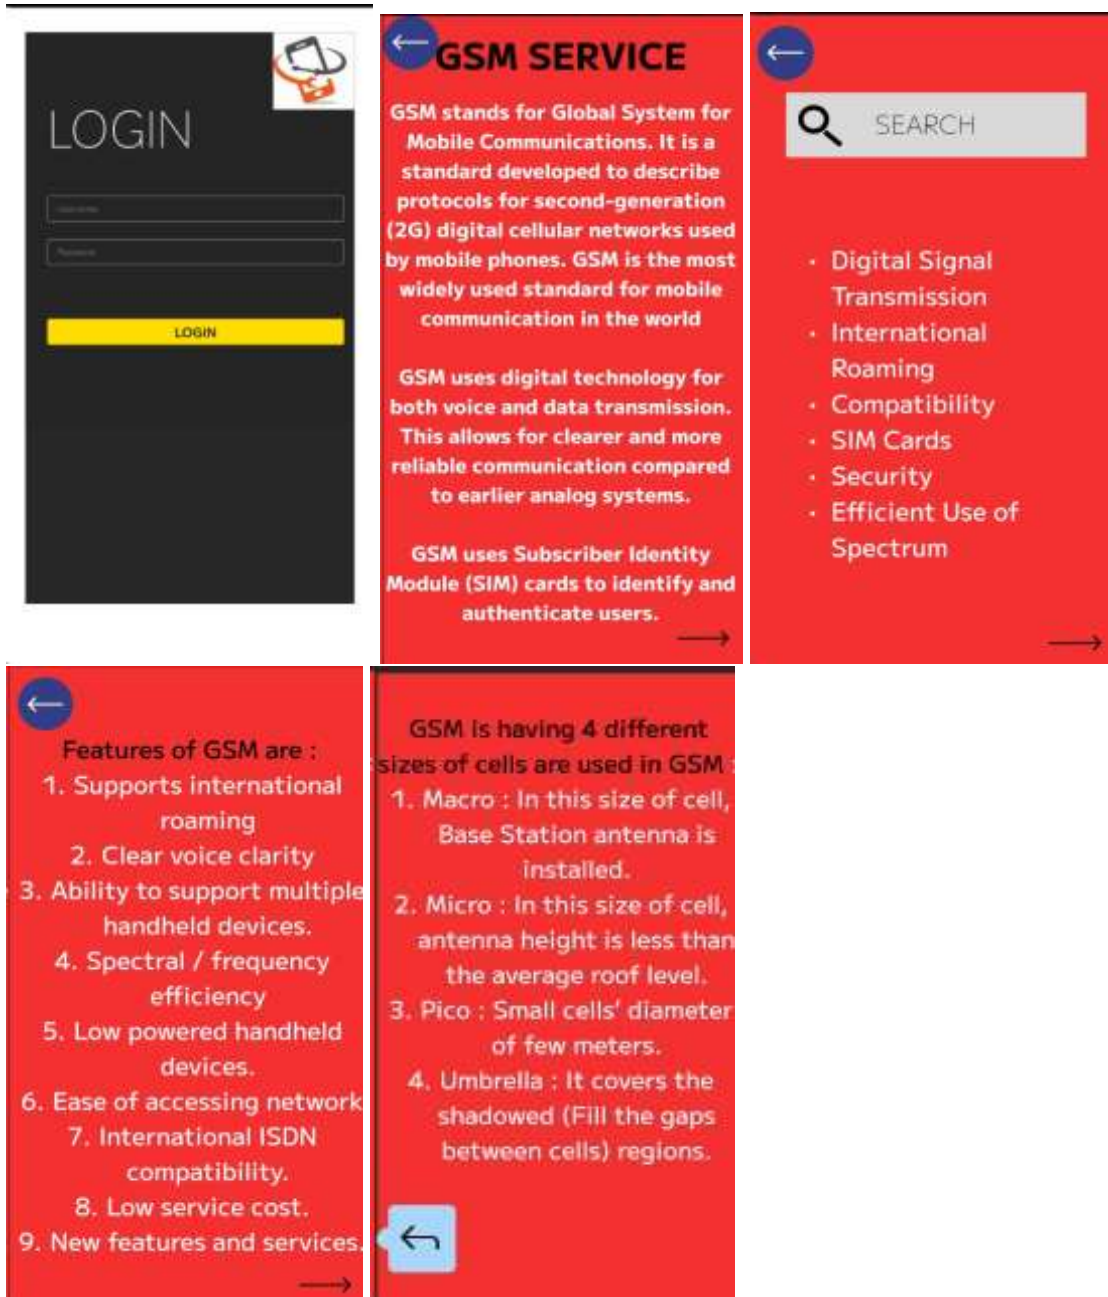 LOGIN
Username
Password
LOGIN
GSM SERVICE
GSM stands for Global System for
Mobile Communications. It is a
standard developed to describe
protocols for second-generation
(2G) digital cellular networks used
by mobile phones. GSM is the most
widely used standard for mobile
communication in the world
GSM uses digital technology for
both voice and data transmission.
This allows for clearer and more
reliable communication compared
to earlier analog systems.
GSM uses Subscriber Identity
Module (SIM) cards to identify and
authenticate users.
SEARCH
• Digital Signal
Transmission
• International
Roaming
• Compatibility
• SIM Cards
• Security
• Efficient Use of
Spectrum
Features of GSM are :
1. Supports international
roaming
2. Clear voice clarity
3. Ability to support multiple
handheld devices.
4. Spectral / frequency
efficiency
5. Low powered handheld
devices.
6. Ease of accessing network
7. International ISDN
compatibility.
8. Low service cost.
9. New features and services.
GSM is having 4 different
sizes of cells are used in GSM :
1. Macro : In this size of cell,
Base Station antenna is
installed.
2. Micro : In this size of cell,
antenna height is less than
the average roof level.
3. Pico : Small cells’ diameter
of few meters.
4. Umbrella : It covers the
shadowed (Fill the gaps
between cells) regions.